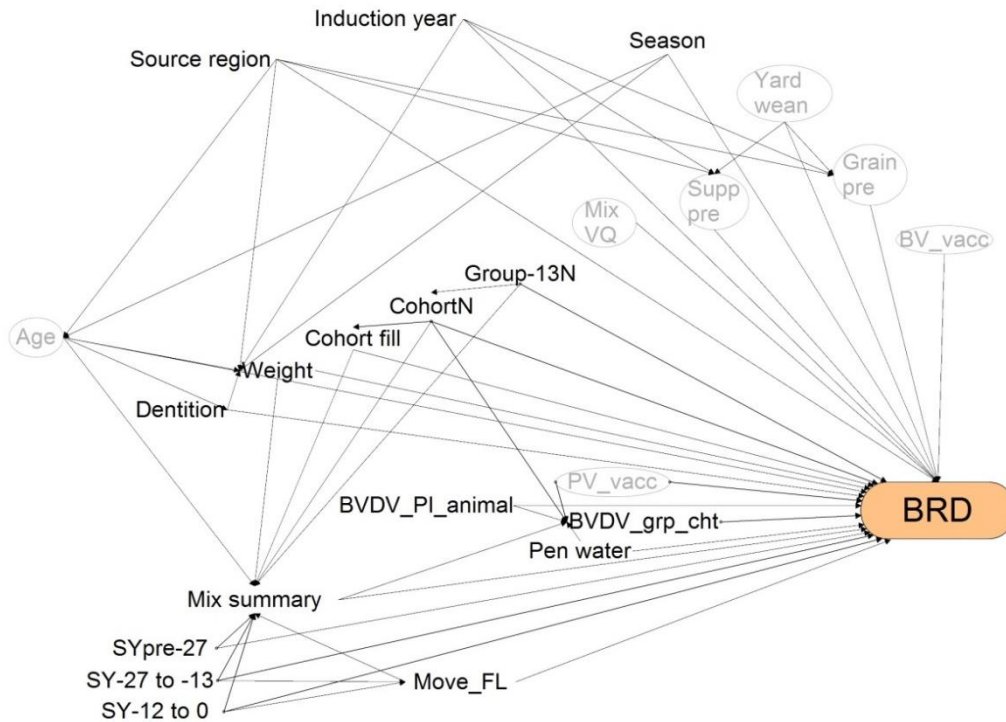 Induction year
Season
Source region
Yard
wean
Grain
pre
Supp
pre
Mix
VQ
BV_vacc
Group-13N
CohortN
Cohort fill
Age
Weight
Dentition
PV_vacc
BVDV_PI_animal
BVDV_grp_cht
BRD
Pen water
Mix summary
SYpre-27
SY-27 to -13
Move_FL
SY-12 to 0